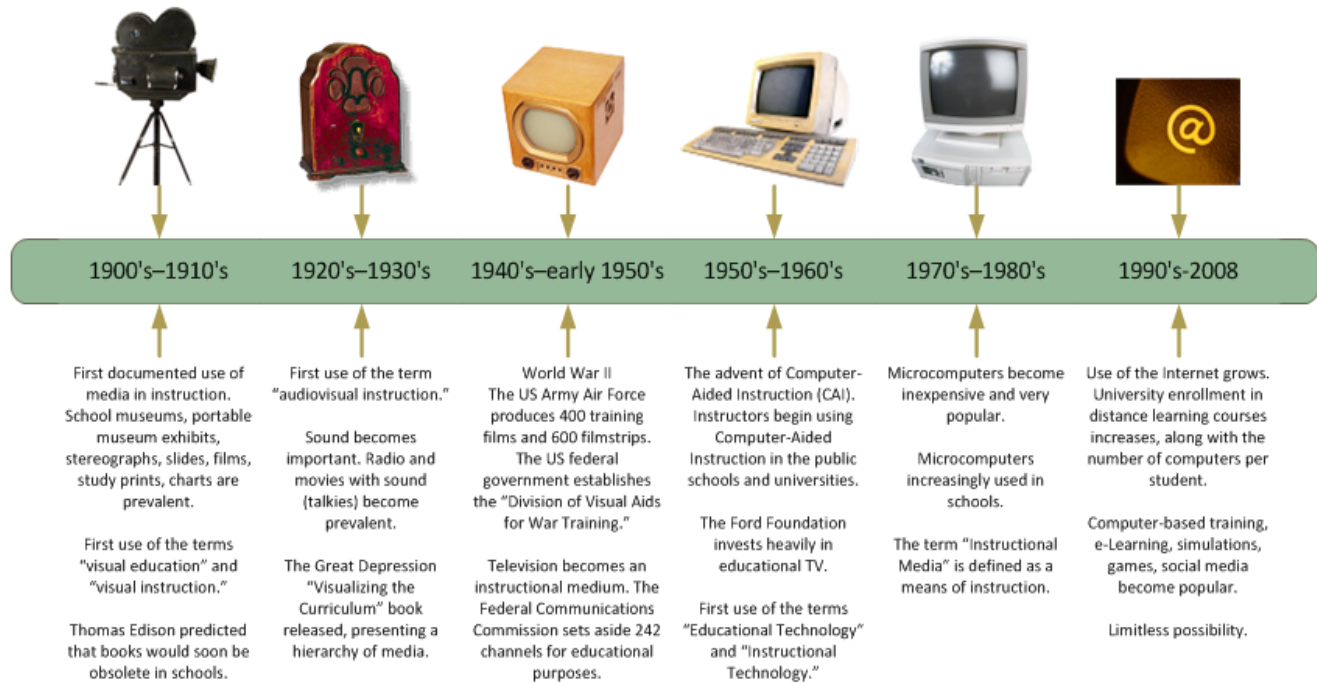 @
1900's–1910's
1920's–1930's
1940's–early 1950's
1950's–1960's
1970's–1980's
1990's-2008
First documented use of
media in instruction.
School museums, portable
museum exhibits,
stereographs, slides, films,
study prints, charts are
prevalent.
First use of the terms
“visual education” and
“visual instruction.”
Thomas Edison predicted
that books would soon be
obsolete in schools.
First use of the term
“audiovisual instruction.”
Sound becomes
important. Radio and
movies with sound
(talkies) become
prevalent.
The Great Depression
“Visualizing the
Curriculum” book
released, presenting a
hierarchy of media.
World War II
The US Army Air Force
produces 400 training
films and 600 filmstrips.
The US federal
government establishes
the “Division of Visual Aids
for War Training.”
Television becomes an
instructional medium. The
Federal Communications
Commission sets aside 242
channels for educational
purposes.
The advent of Computer-
Aided Instruction (CAI).
Instructors begin using
Computer-Aided
Instruction in the public
schools and universities.
The Ford Foundation
invests heavily in
educational TV.
First use of the terms
“Educational Technology”
and “Instructional
Technology.”
Microcomputers become
inexpensive and very
popular.
Microcomputers
increasingly used in
schools.
The term “Instructional
Media” is defined as a
means of instruction.
Use of the Internet grows.
University enrollment in
distance learning courses
increases, along with the
number of computers per
student.
Computer-based training,
e-Learning, simulations,
games, social media
become popular.
Limitless possibility.